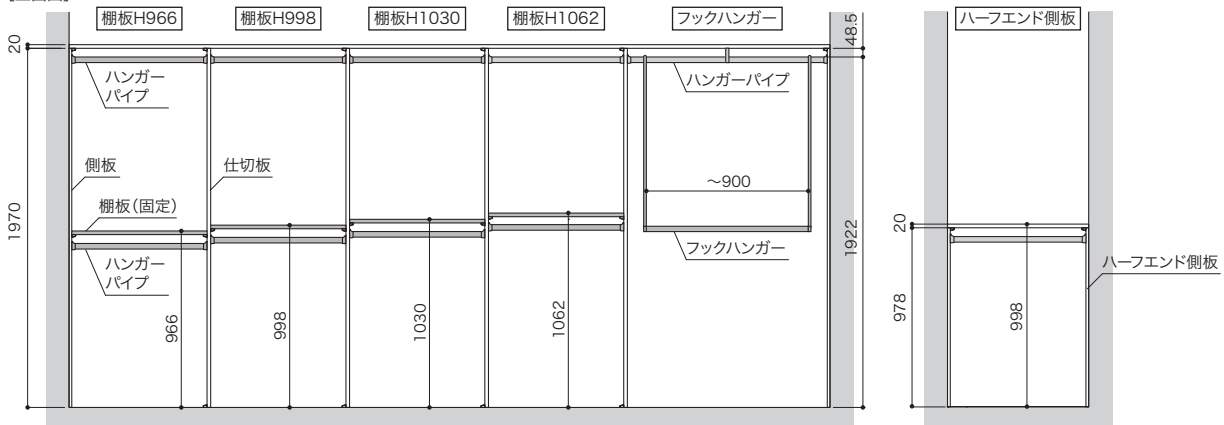 棚板H966
棚板H998
棚板H1030
棚板H1062
フックハンガー
ハーフエンド側板
20
48.5
ハンガー
パイプ
ハンガーパイプ
側板
仕切板
～900
棚板(固定)
1970
1922
ハンガー
パイプ
フックハンガー
966
998
1030
1062
20
ハーフエンド側板
978
998